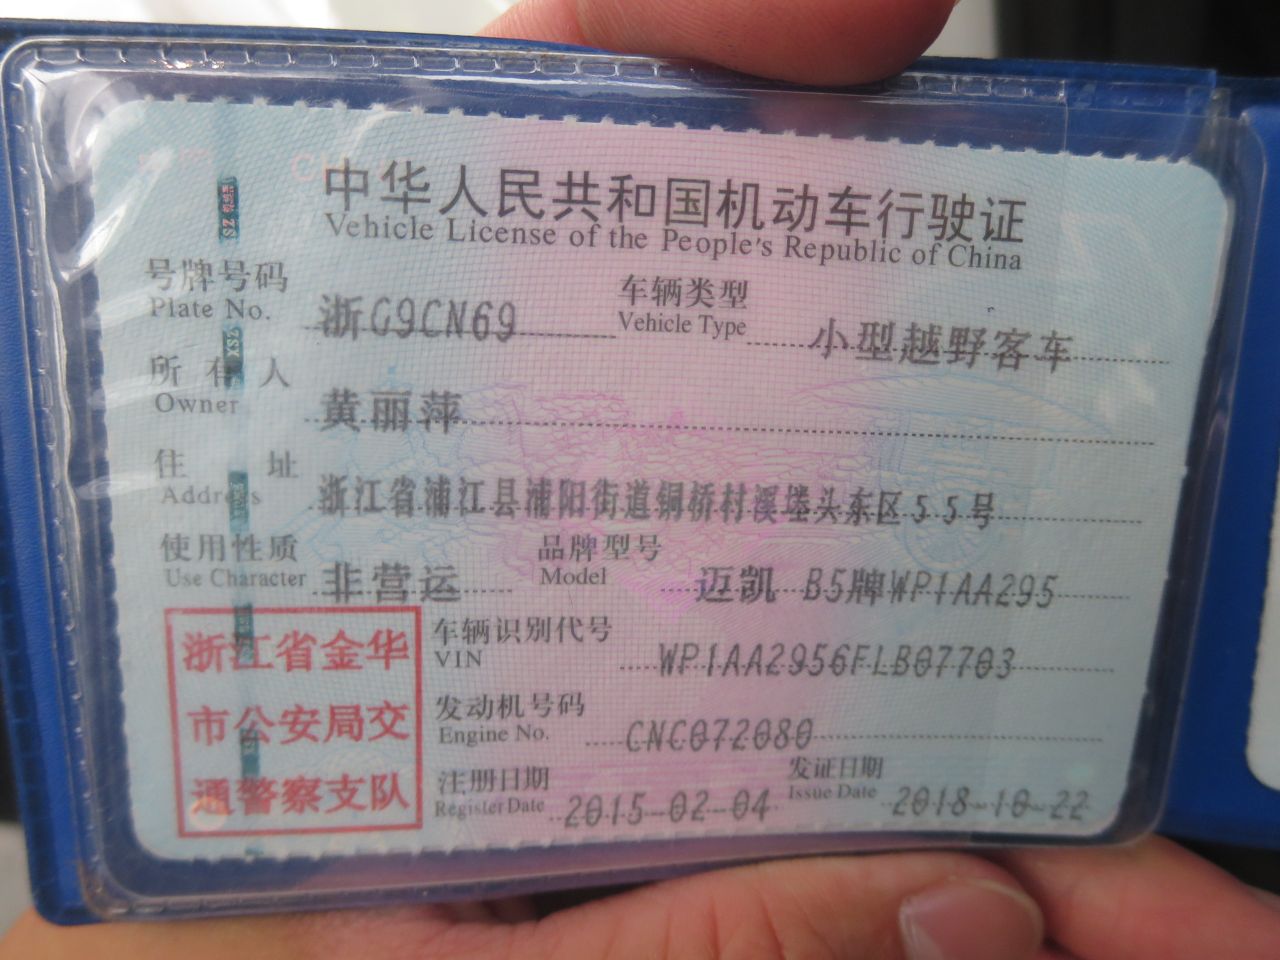 中华人民共和国机动车行驶证
Vehicle License of the People's Republic of China
号牌号码 浙G9CN69 车辆类型 小型越野客车
Plate No. Vehicle Type
所有人 黄丽萍
Owner
住址 浙江省浦江县浦阳街道铜桥村溪垅头东区55号
Address
使用性质 非营运 品牌型号 迈凯 B5牌WP1AA295
Use Character Model
车辆识别代号 WP1AA2956FLB07703
VIN
发动机号码 CNC072080
Engine No.
注册日期 2015-02-04 发证日期 2018-10-22
Register Date Issue Date
浙江省金华
市公安局交
通警察支队